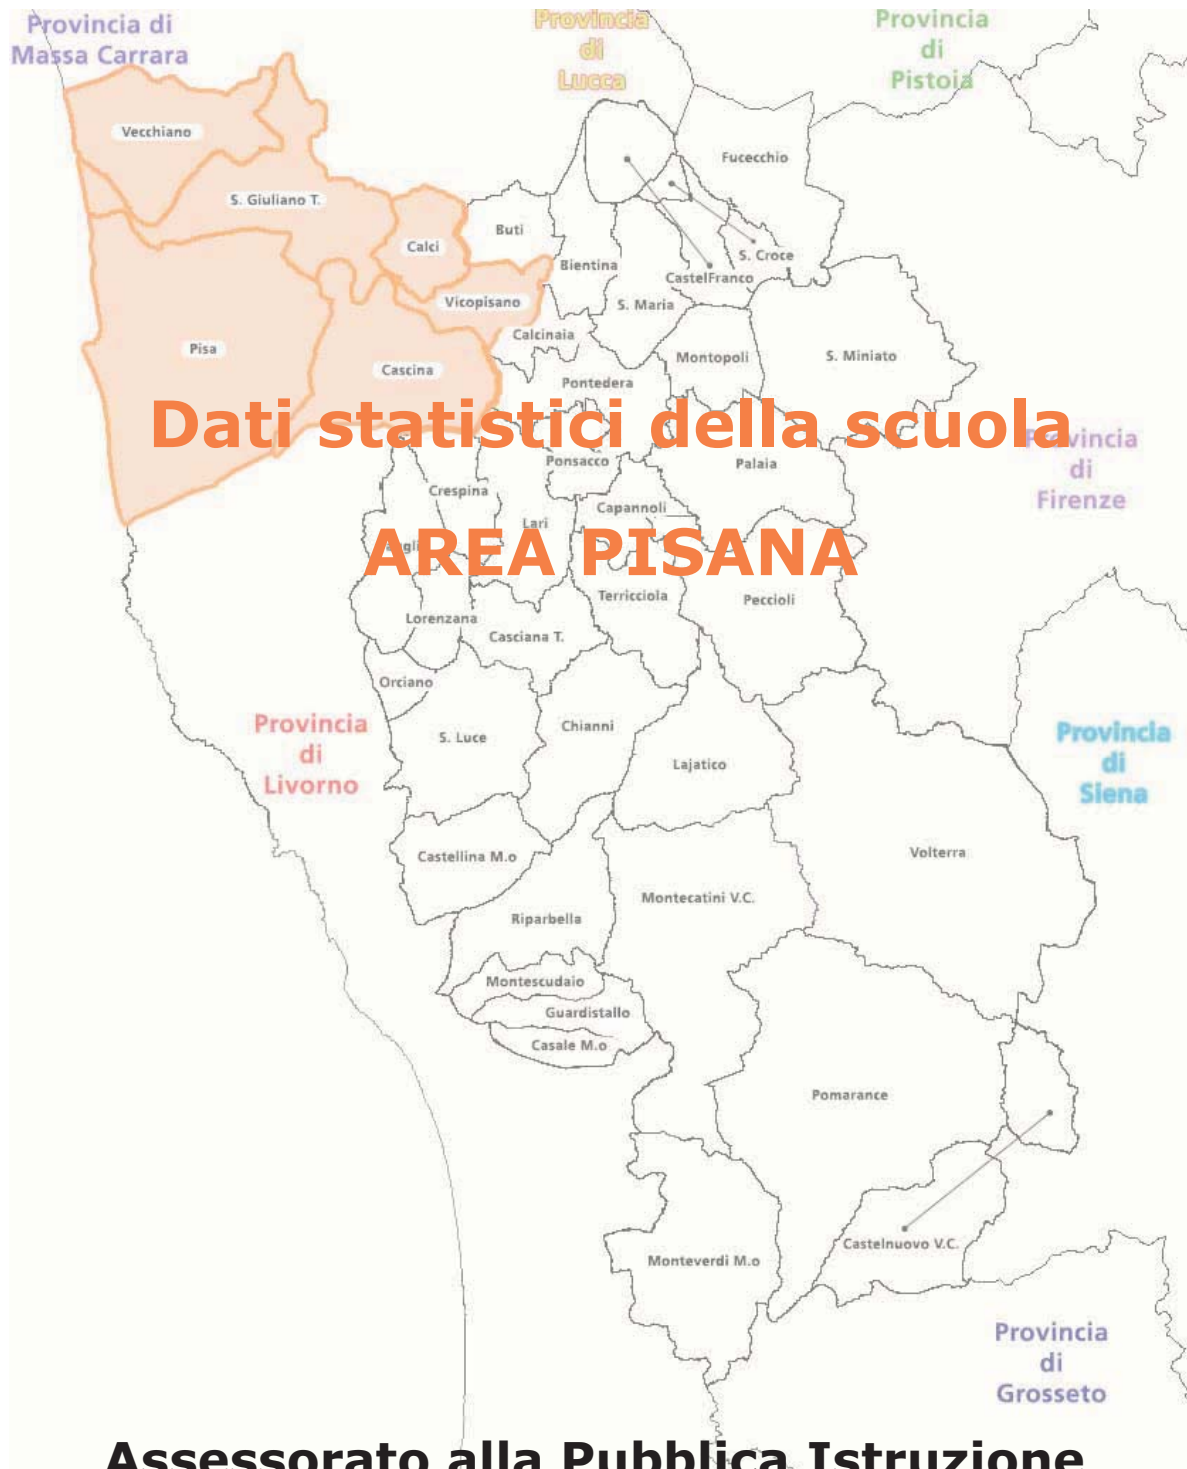 Provincia di
Massa Carrara
Provincia
di
Lucca
Provincia
di
Pistoia
Vecchiano
Fucecchio
S. Giuliano T.
Buti
Calci
S. Croce
Bientina
CastelFranco
Vicopisano
S. Maria
Calcinaia
Pisa
Montopoli
S. Miniato
Cascina
Pontedera
Dati statistici della scuola
Provincia
di
Firenze
Ponsacco
Palaia
Crespina
Capannoli
Lari
AREA PISANA
Terricciola
Peccioli
Lorenzana
Casciana T.
Orciano
Provincia
di
Livorno
S. Luce
Chianni
Lajatico
Provincia
di
Siena
Castellina M.o
Volterra
Montecatini V.C.
Riparbella
Montescudaio
Guardistallo
Casale M.o
Pomarance
Castelnuovo V.C.
Monteverdi M.o
Provincia
di
Grosseto
Assessorato alla Pubblica Istruzione